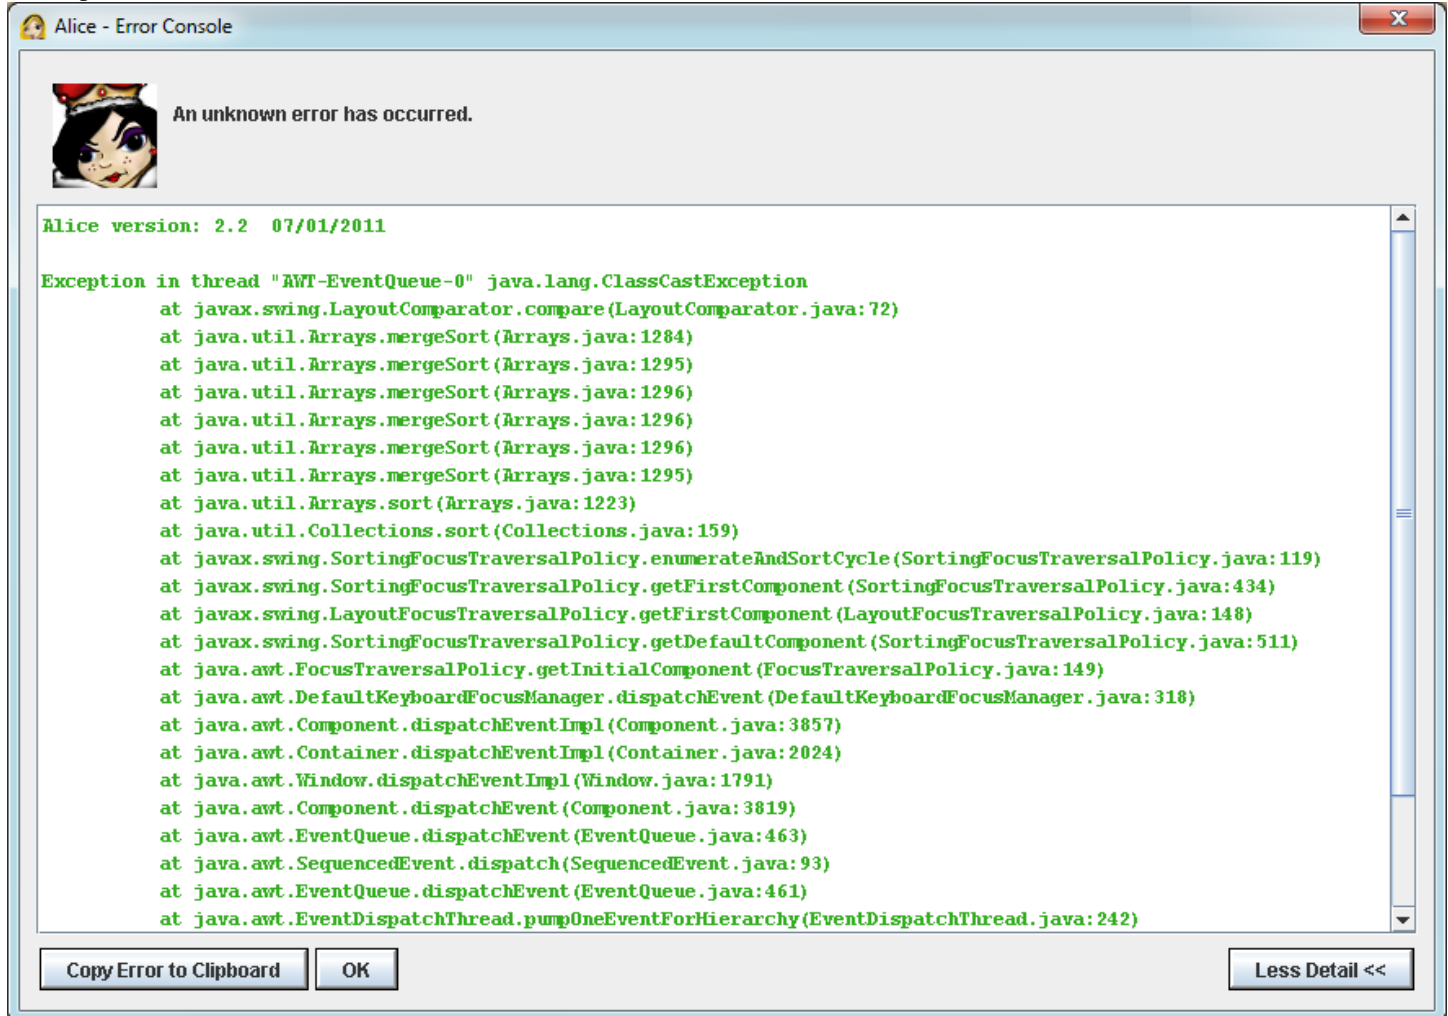 Alice - Error Console
An unknown error has occurred.
Alice version: 2.2  07/01/2011
Exception in thread "AWT-EventQueue-0" java.lang.ClassCastException
at javax.swing.LayoutComparator.compare(LayoutComparator.java:72)
at java.util.Arrays.mergeSort(Arrays.java:1284)
at java.util.Arrays.mergeSort(Arrays.java:1295)
at java.util.Arrays.mergeSort(Arrays.java:1296)
at java.util.Arrays.mergeSort(Arrays.java:1296)
at java.util.Arrays.mergeSort(Arrays.java:1296)
at java.util.Arrays.mergeSort(Arrays.java:1295)
at java.util.Arrays.sort(Arrays.java:1223)
at java.util.Collections.sort(Collections.java:159)
at javax.swing.SortingFocusTraversalPolicy.enumerateAndSortCycle(SortingFocusTraversalPolicy.java:119)
at javax.swing.SortingFocusTraversalPolicy.getFirstComponent(SortingFocusTraversalPolicy.java:434)
at javax.swing.LayoutFocusTraversalPolicy.getFirstComponent(LayoutFocusTraversalPolicy.java:148)
at javax.swing.SortingFocusTraversalPolicy.getDefaultComponent(SortingFocusTraversalPolicy.java:511)
at java.awt.FocusTraversalPolicy.getInitialComponent(FocusTraversalPolicy.java:149)
at java.awt.DefaultKeyboardFocusManager.dispatchEvent(DefaultKeyboardFocusManager.java:318)
at java.awt.Component.dispatchEventImpl(Component.java:3857)
at java.awt.Container.dispatchEventImpl(Container.java:2024)
at java.awt.Window.dispatchEventImpl(Window.java:1791)
at java.awt.Component.dispatchEvent(Component.java:3819)
at java.awt.EventQueue.dispatchEvent(EventQueue.java:463)
at java.awt.SequencedEvent.dispatch(SequencedEvent.java:93)
at java.awt.EventQueue.dispatchEvent(EventQueue.java:461)
at java.awt.EventDispatchThread.pumpOneEventForHierarchy(EventDispatchThread.java:242)
Copy Error to Clipboard
OK
Less Detail <<